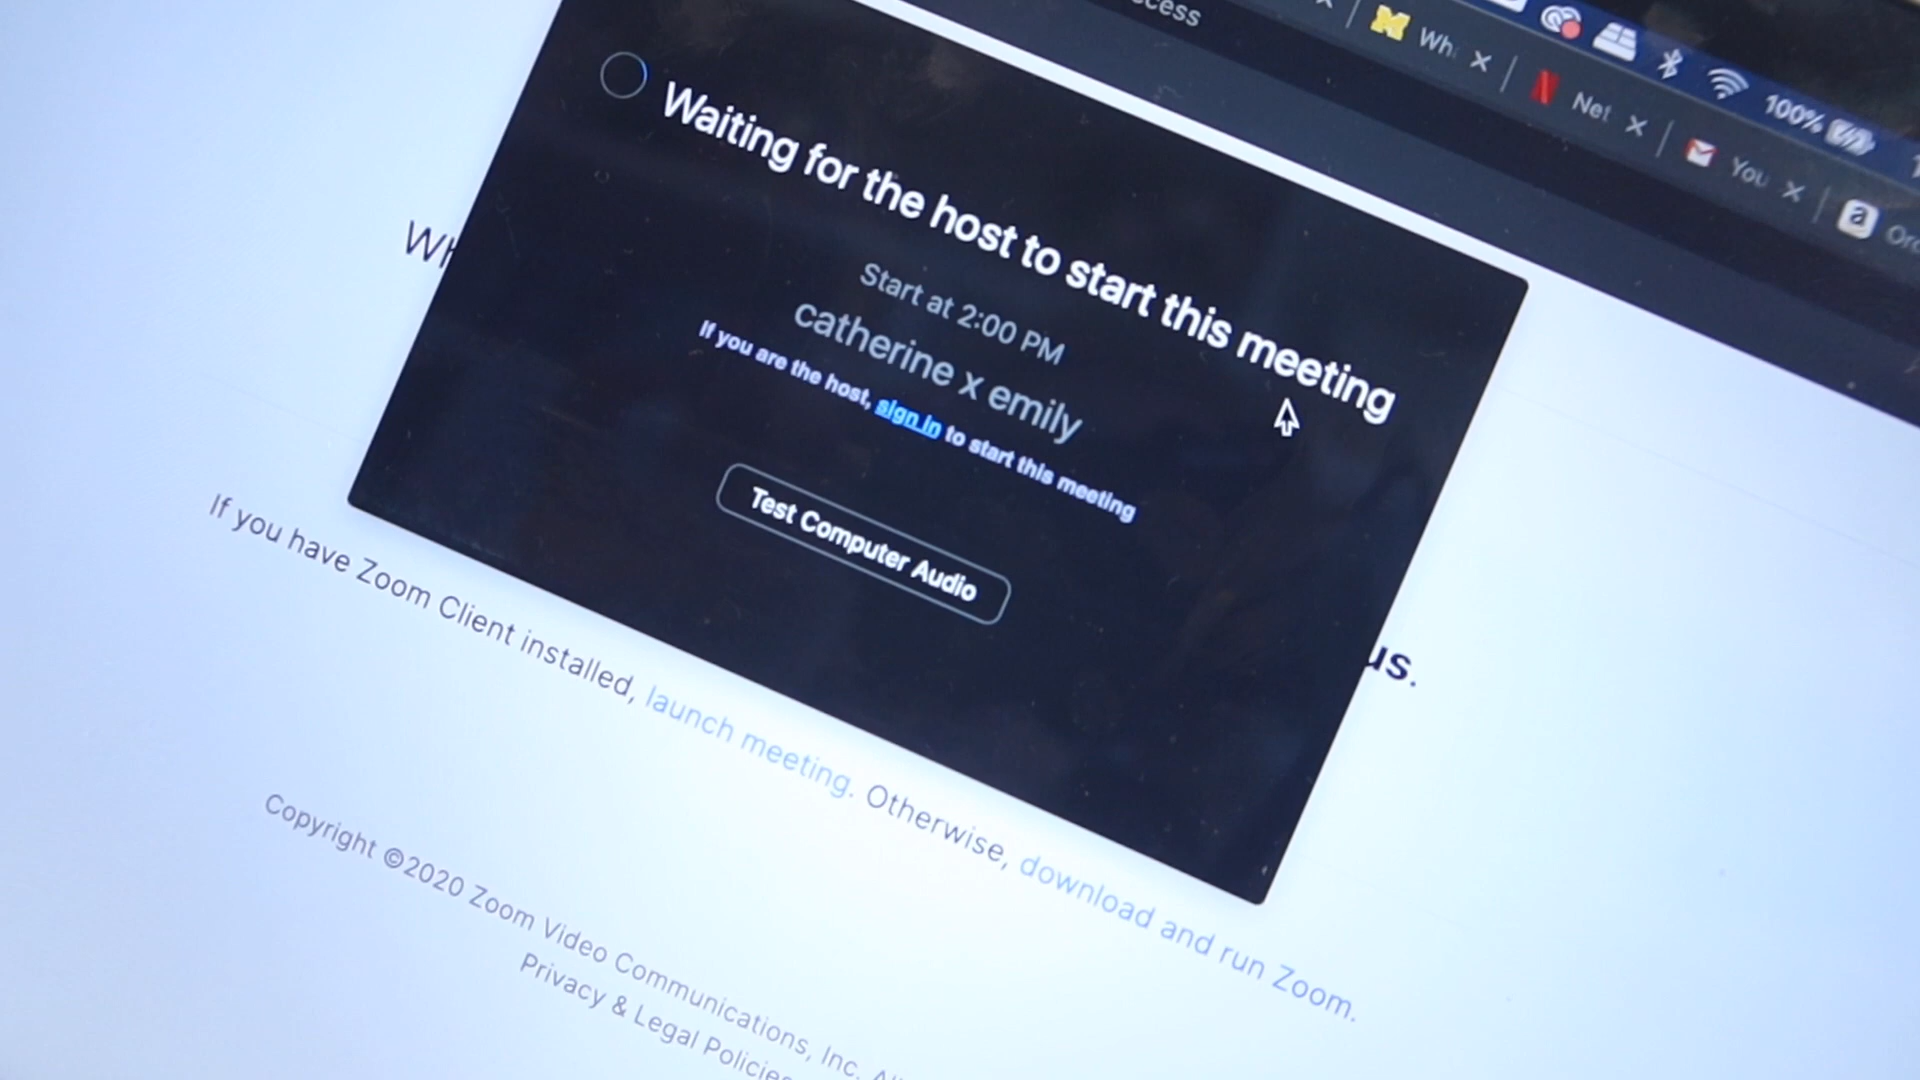 100%
Net
You
Waiting for the host to start this meeting
Start at 2:00 PM
catherine x emily
If you are the host, sign in to start this meeting
Test Computer Audio
If you have Zoom Client installed, launch meeting. Otherwise, download and run Zoom.
Copyright ©2020 Zoom Video Communications, Inc.
Privacy & Legal Policies